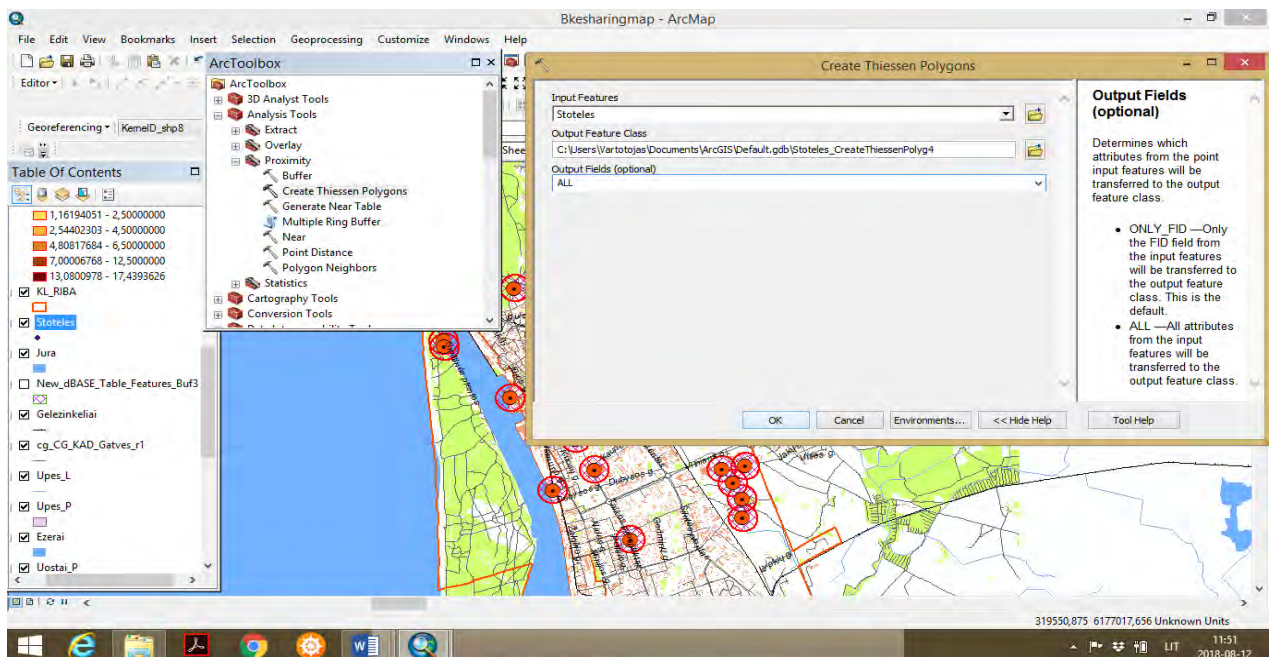 Bkesharingmap - ArcMap
File Edit View Bookmarks Insert Selection Geoprocessing Customize Windows Help
Editor
Georeferencing KernelD_shp8
Table Of Contents
1,16194051 - 2,50000000
2,54402303 - 4,50000000
4,80817684 - 6,50000000
7,00006768 - 12,5000000
13,0800978 - 17,4393626
KL_RIBA
Stoteles
Jura
New_dBASE_Table_Features_Buf3
Gelezinkeliai
cg_CG_KAD_Gatves_r1
Upes_L
Upes_P
Ezerai
Uostai_P
ArcToolbox
ArcToolbox
3D Analyst Tools
Analysis Tools
Extract
Overlay
Proximity
Buffer
Create Thiessen Polygons
Generate Near Table
Multiple Ring Buffer
Near
Point Distance
Polygon Neighbors
Statistics
Cartography Tools
Conversion Tools
Create Thiessen Polygons
Input Features
Stoteles
Output Feature Class
C:\Users\Vartotojas\Documents\ArcGIS\Default.gdb\Stoteles_CreateThiessenPolyg4
Output Fields (optional)
ALL
OK Cancel Environments... << Hide Help Tool Help
Output Fields
(optional)
Determines which
attributes from the point
input features will be
transferred to the output
feature class.
• ONLY_FID —Only
the FID field from
the input features
will be transferred to
the output feature
class. This is the
default.
• ALL —All attributes
from the input
features will be
transferred to the
output feature class.
319550,875 6177017,656 Unknown Units
LIT
11:51
2018-08-12